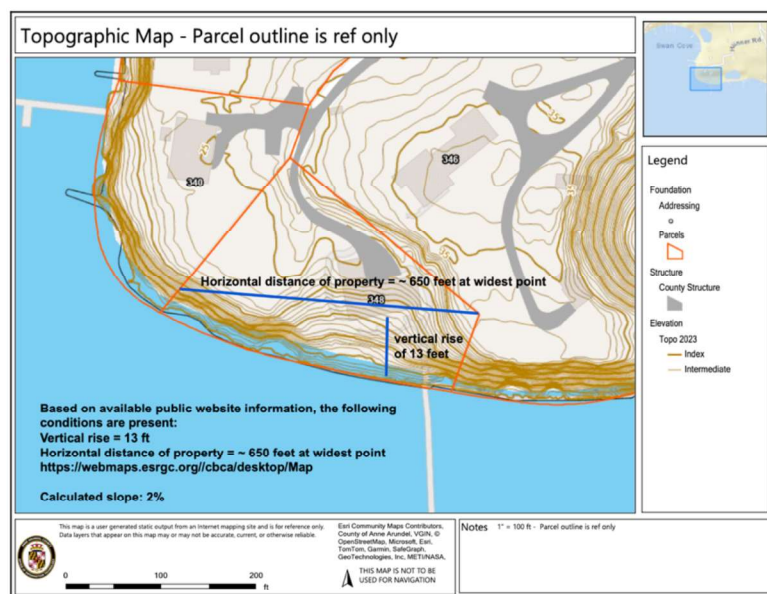 Topographic Map - Parcel outline is ref only
Swan Cove
340
346
25
35
35
Horizontal distance of property = ~ 650 feet at widest point
348
vertical rise
of 13 feet
Based on available public website information, the following
conditions are present:
Vertical rise = 13 ft
Horizontal distance of property = ~ 650 feet at widest point
https://webmaps.esrgc.org//cbca/desktop/Map
Calculated slope: 2%
Legend
Foundation
Addressing
Parcels
Structure
County Structure
Elevation
Topo 2023
Index
Intermediate
This map is a user generated static output from an Internet mapping site and is for reference only.
Data layers that appear on this map may or may not be accurate, current, or otherwise reliable.
0 100 200
ft
Esri Community Maps Contributors,
County of Anne Arundel, VGIN, ©
OpenStreetMap, Microsoft, Esri,
TomTom, Garmin, SafeGraph,
GeoTechnologies, Inc, METI/NASA,
THIS MAP IS NOT TO
BE USED FOR NAVIGATION
Notes 1" = 100 ft - Parcel outline is ref only